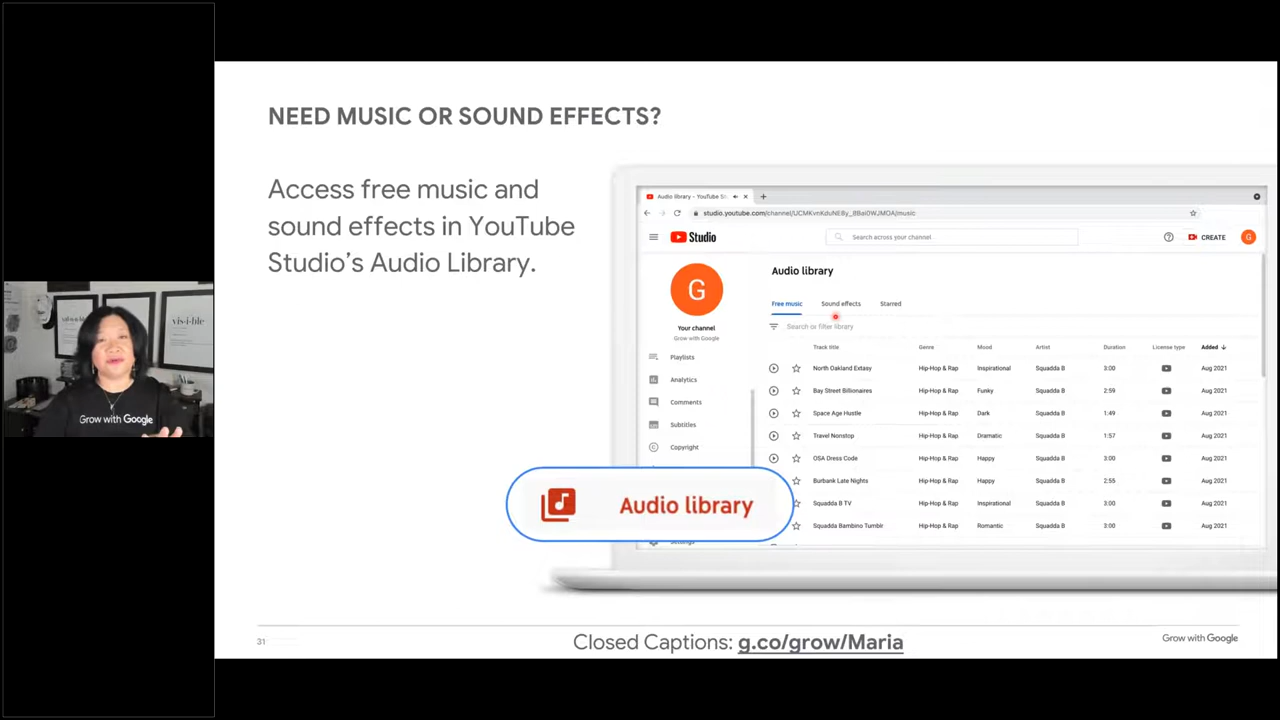 NEED MUSIC OR SOUND EFFECTS?
Access free music and
sound effects in YouTube
Studio's Audio Library.
Audio library - YouTube St
Studio
Search across your channel
CREATE
G
G
Your channel
Grow with Google
Playlists
Analytics
Comments
Subtitles
Copyright
Audio library
Audio library
Free music Sound effects Starred
Search or filter library
Track title Genre Mood Artist Duration License type Added
North Oakland Extasy Hip-Hop & Rap Inspirational Squadda B 3:00 Aug 2021
Bay Street Billionaires Hip-Hop & Rap Funky Squadda B 2:59 Aug 2021
Space Age Hustle Hip-Hop & Rap Dark Squadda B 1:49 Aug 2021
Travel Nonstop Hip-Hop & Rap Dramatic Squadda B 1:57 Aug 2021
OSA Dress Code Hip-Hop & Rap Happy Squadda B 3:00 Aug 2021
Burbank Late Nights Hip-Hop & Rap Happy Squadda B 2:55 Aug 2021
Squadda B TV Hip-Hop & Rap Inspirational Squadda B 3:00 Aug 2021
Squadda Bambino Tumblr Hip-Hop & Rap Romantic Squadda B 3:00 Aug 2021
vis·i·ble
Grow with Google
31
Closed Captions: g.co/grow/Maria
Grow with Google